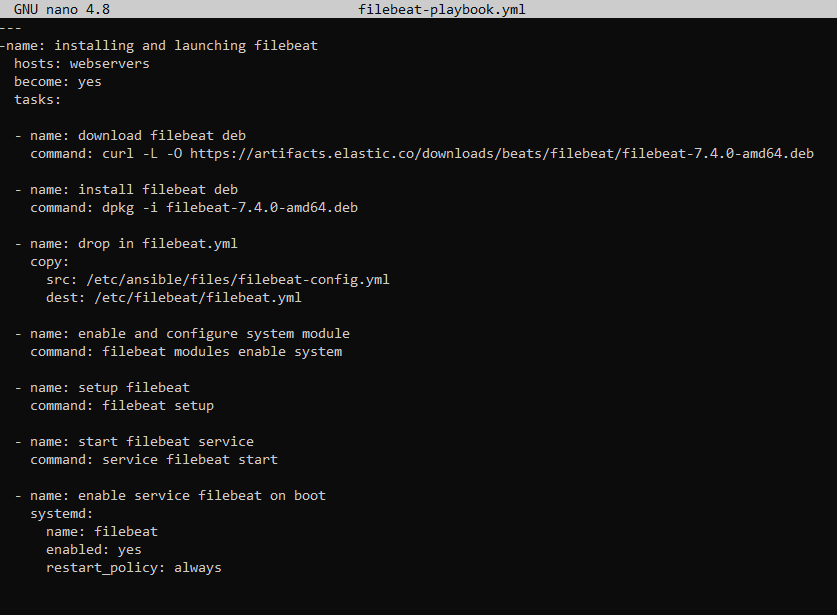 GNU nano 4.8 filebeat-playbook.yml
---
-name: installing and launching filebeat
  hosts: webservers
  become: yes
  tasks:

  - name: download filebeat deb
    command: curl -L -O https://artifacts.elastic.co/downloads/beats/filebeat/filebeat-7.4.0-amd64.deb

  - name: install filebeat deb
    command: dpkg -i filebeat-7.4.0-amd64.deb

  - name: drop in filebeat.yml
    copy:
      src: /etc/ansible/files/filebeat-config.yml
      dest: /etc/filebeat/filebeat.yml

  - name: enable and configure system module
    command: filebeat modules enable system

  - name: setup filebeat
    command: filebeat setup

  - name: start filebeat service
    command: service filebeat start

  - name: enable service filebeat on boot
    systemd:
      name: filebeat
      enabled: yes
      restart_policy: always